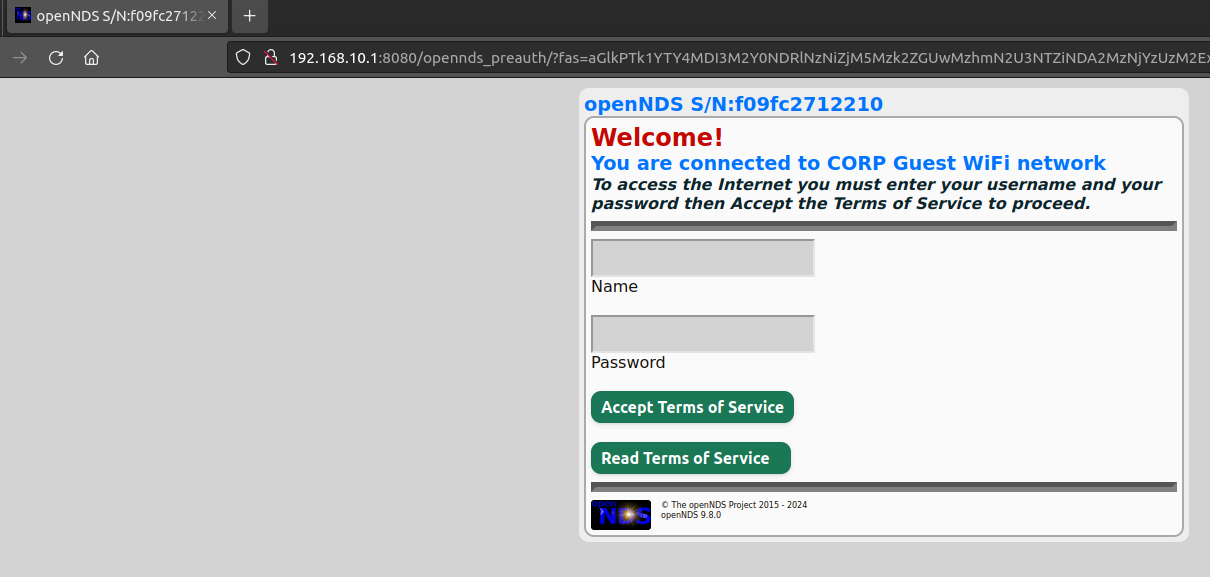 openNDS S/N:f09fc27122
192.168.10.1:8080/opennds_preauth/?fas=aGlkPTk1YTY4MDI3M2Y0NDRlNzNiZjM5Mzk2ZGUwMzhmN2U3NTZiNDA2MzNjYzUzM2Ex
openNDS S/N:f09fc2712210
Welcome!
You are connected to CORP Guest WiFi network
To access the Internet you must enter your username and your
password then Accept the Terms of Service to proceed.
Name
Password
Accept Terms of Service
Read Terms of Service
open
NDS
© The openNDS Project 2015 - 2024
openNDS 9.8.0